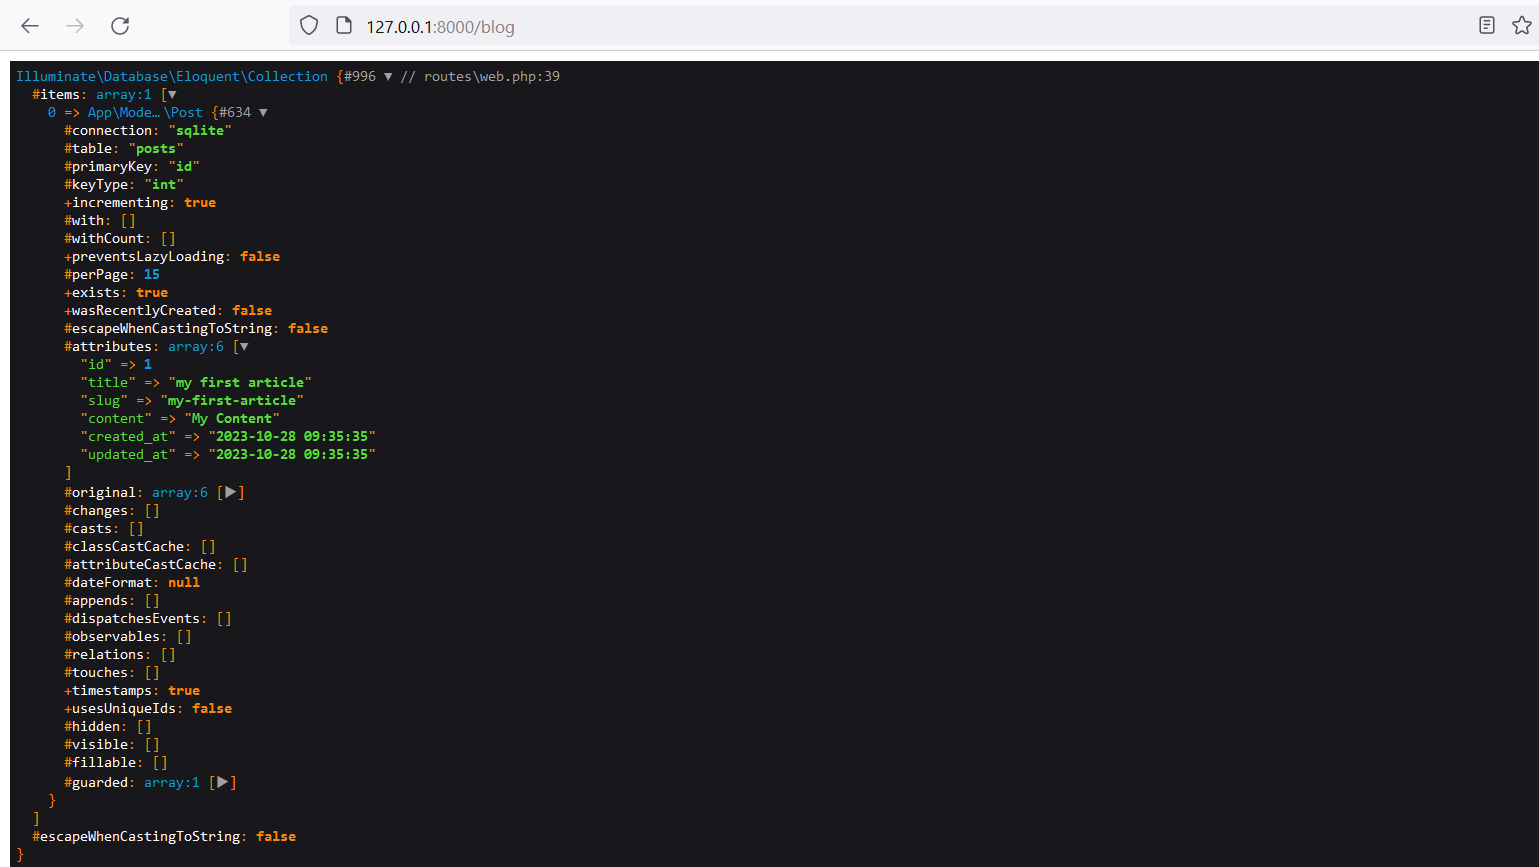 127.0.0.1:8000/blog
Illuminate\Database\Eloquent\Collection {#996 ▼ // routes\web.php:39
  #items: array:1 [▼
    0 => App\Mode…\Post {#634 ▼
      #connection: "sqlite"
      #table: "posts"
      #primaryKey: "id"
      #keyType: "int"
      +incrementing: true
      #with: []
      #withCount: []
      +preventsLazyLoading: false
      #perPage: 15
      +exists: true
      +wasRecentlyCreated: false
      #escapeWhenCastingToString: false
      #attributes: array:6 [▼
        "id" => 1
        "title" => "my first article"
        "slug" => "my-first-article"
        "content" => "My Content"
        "created_at" => "2023-10-28 09:35:35"
        "updated_at" => "2023-10-28 09:35:35"
      ]
      #original: array:6 [▶]
      #changes: []
      #casts: []
      #classCastCache: []
      #attributeCastCache: []
      #dateFormat: null
      #appends: []
      #dispatchesEvents: []
      #observables: []
      #relations: []
      #touches: []
      +timestamps: true
      +usesUniqueIds: false
      #hidden: []
      #visible: []
      #fillable: []
      #guarded: array:1 [▶]
    }
  ]
  #escapeWhenCastingToString: false
}